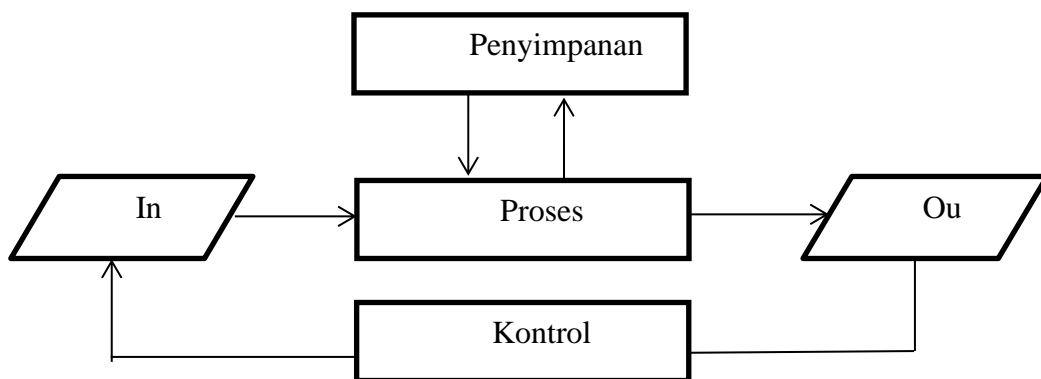 Penyimpanan
In
Proses
Ou
Kontrol